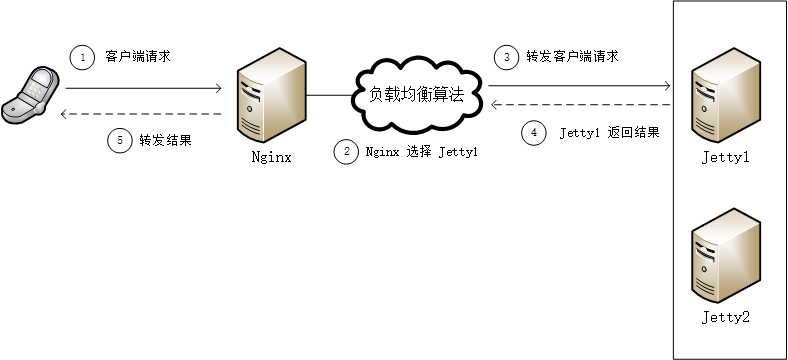 1 客户端请求
5 转发结果
Nginx
负载均衡算法
2 Nginx 选择 Jetty1
3 转发客户端请求
4 Jetty1 返回结果
Jetty1
Jetty2